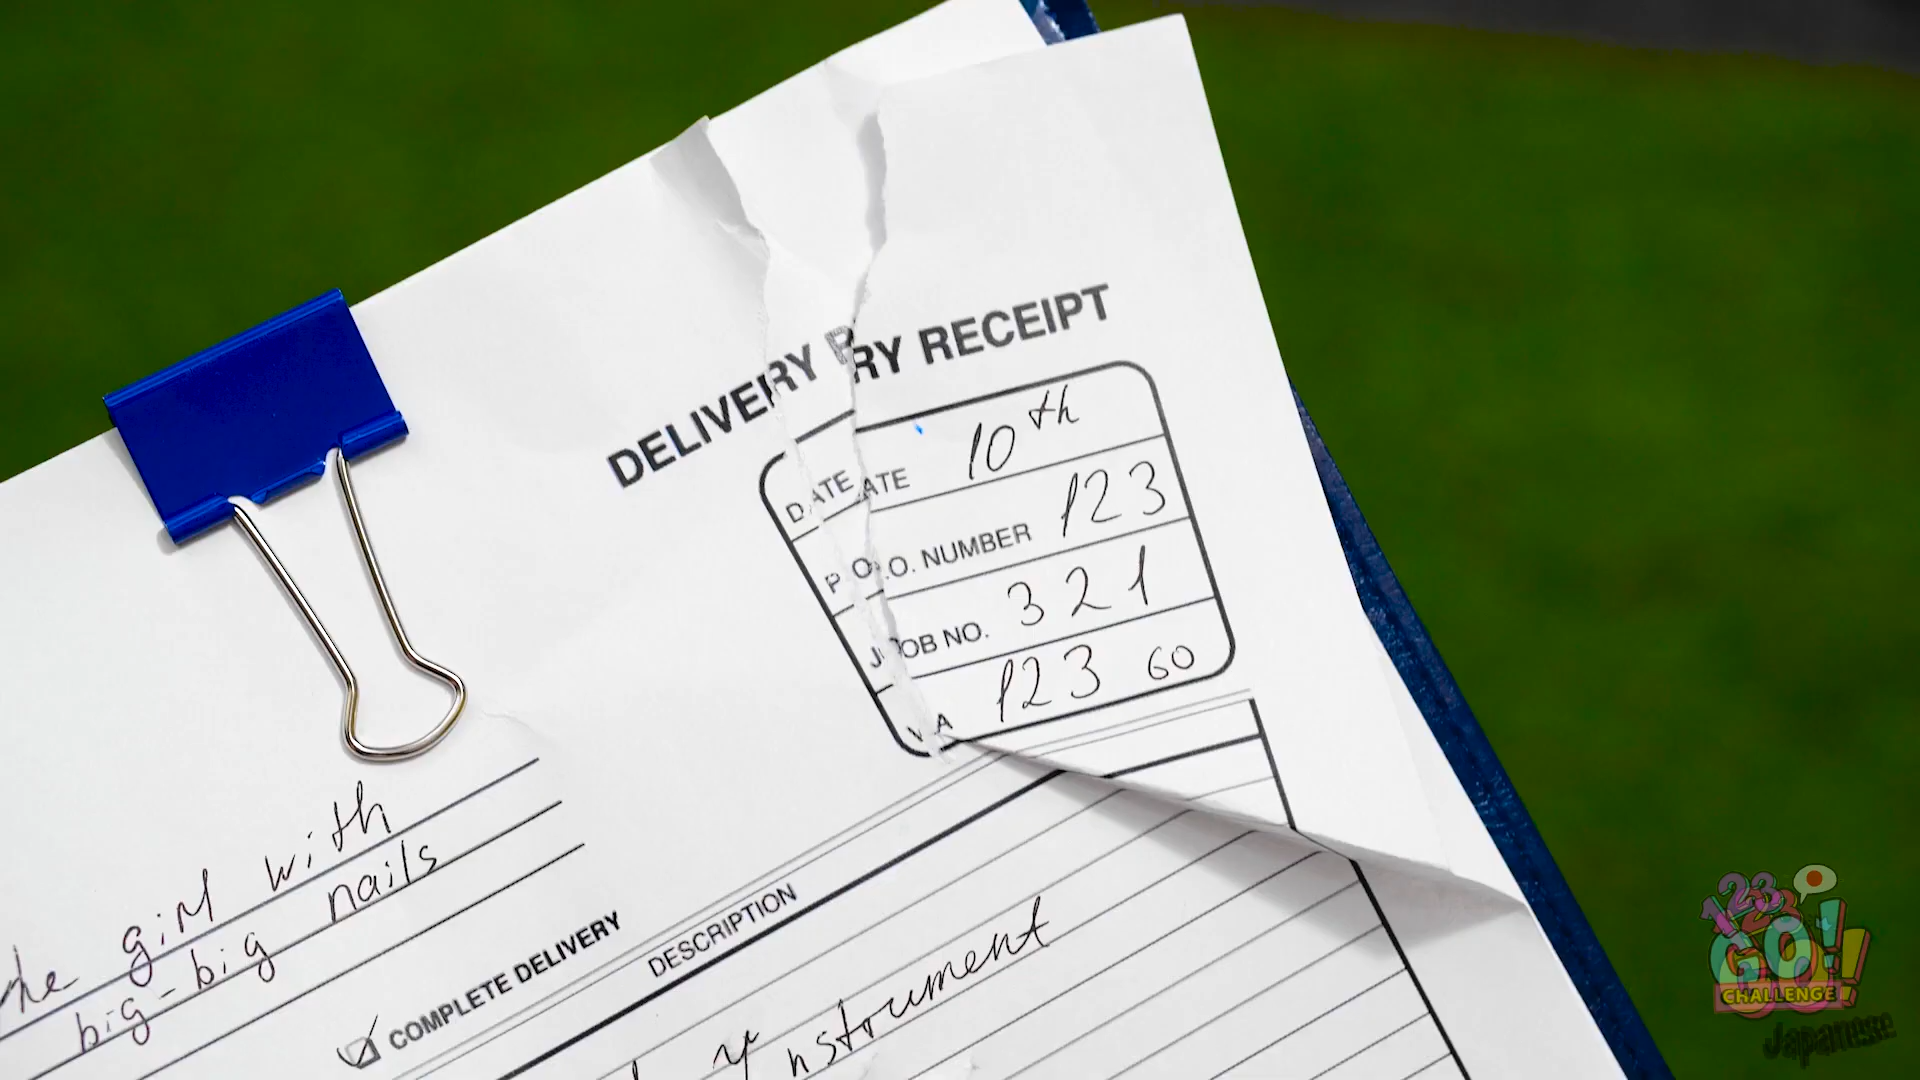 DELIVERY RY RECEIPT
DATE ATE 10th
P.O. .O. NUMBER 123
JOB NO. 321
VIA 123 GO
the girl with
big-big nails
COMPLETE DELIVERY
DESCRIPTION
123
GO!
CHALLENGE!
Japanese